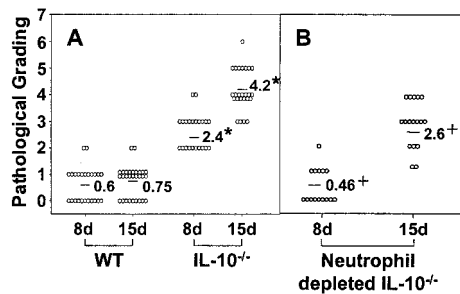 Pathological Grading
7
6
5
4
3
2
1
0
A
0.6
0.75
2.4*
4.2*
8d 15d 8d 15d
WT IL-10-/-
B
0.46+
2.6+
8d 15d
Neutrophil
depleted IL-10-/-